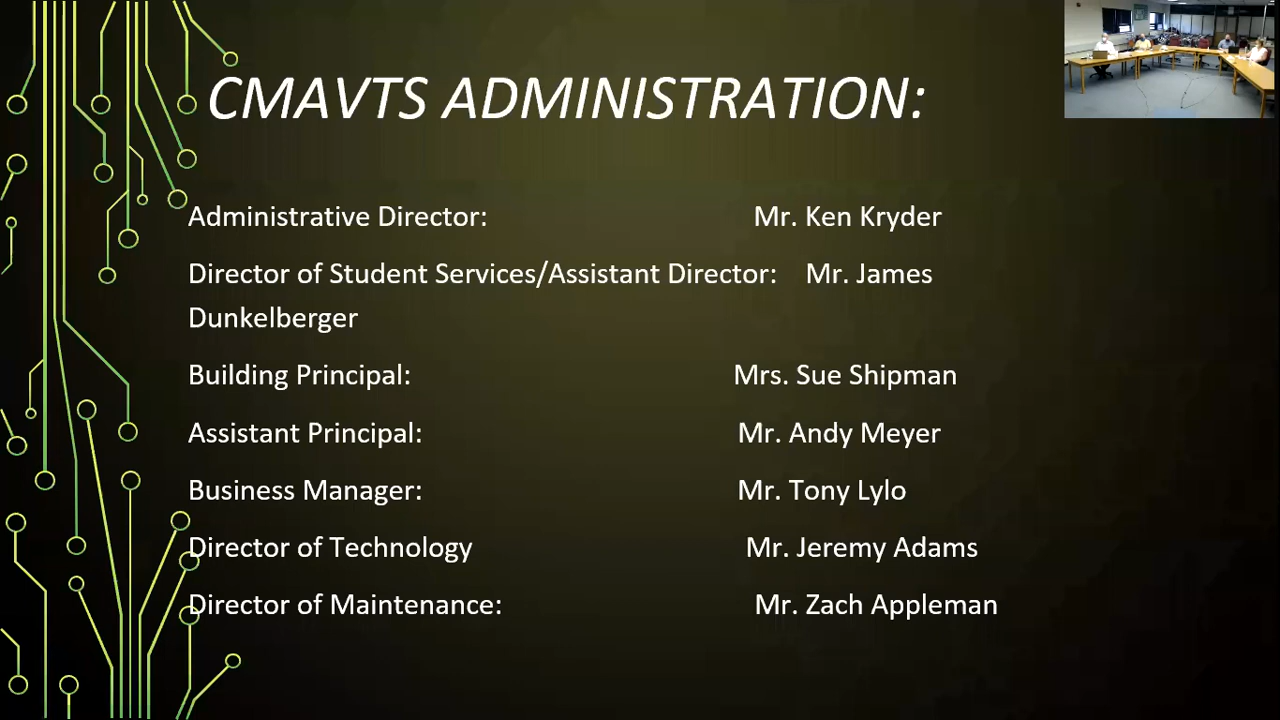 CMAVTS ADMINISTRATION:
Administrative Director: Mr. Ken Kryder
Director of Student Services/Assistant Director: Mr. James
Dunkelberger
Building Principal: Mrs. Sue Shipman
Assistant Principal: Mr. Andy Meyer
Business Manager: Mr. Tony Lylo
Director of Technology Mr. Jeremy Adams
Director of Maintenance: Mr. Zach Appleman